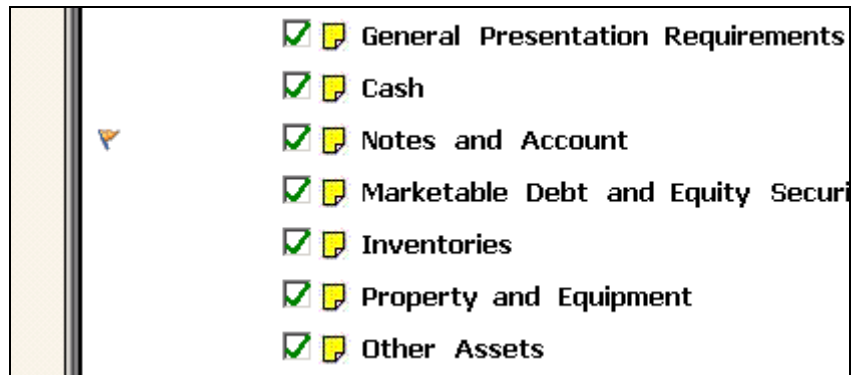 General Presentation Requirements
Cash
Notes and Account
Marketable Debt and Equity Securi
Inventories
Property and Equipment
Other Assets